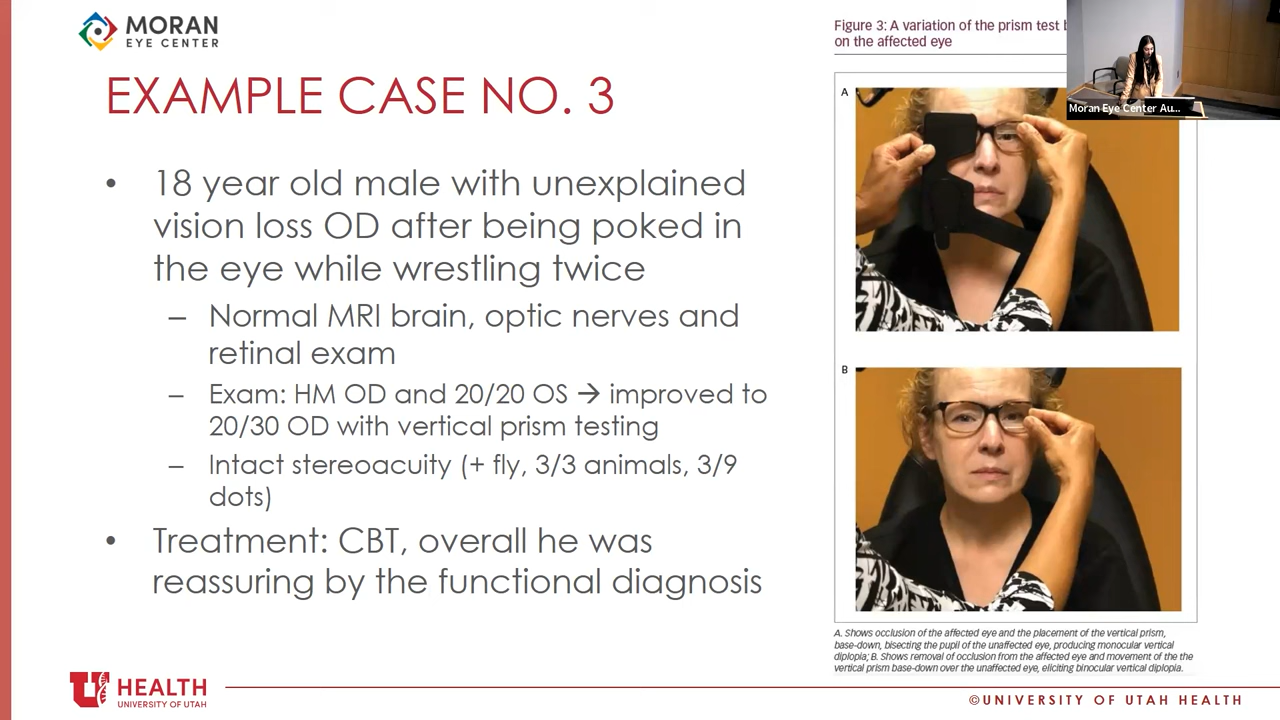 MORAN
EYE CENTER
EXAMPLE CASE NO. 3
• 18 year old male with unexplained
vision loss OD after being poked in
the eye while wrestling twice
– Normal MRI brain, optic nerves and
retinal exam
– Exam: HM OD and 20/20 OS → improved to
20/30 OD with vertical prism testing
– Intact stereoacuity (+ fly, 3/3 animals, 3/9
dots)
• Treatment: CBT, overall he was
reassuring by the functional diagnosis
Figure 3: A variation of the prism test
on the affected eye
Moran Eye Center Au...
A
B
A. Shows occlusion of the affected eye and the placement of the vertical prism,
base-down, bisecting the pupil of the unaffected eye, producing monocular vertical
diplopia; B. Shows removal of occlusion from the affected eye and movement of the the
vertical prism base-down over the unaffected eye, eliciting binocular vertical diplopia.
U HEALTH
UNIVERSITY OF UTAH
©UNIVERSITY OF UTAH HEALTH